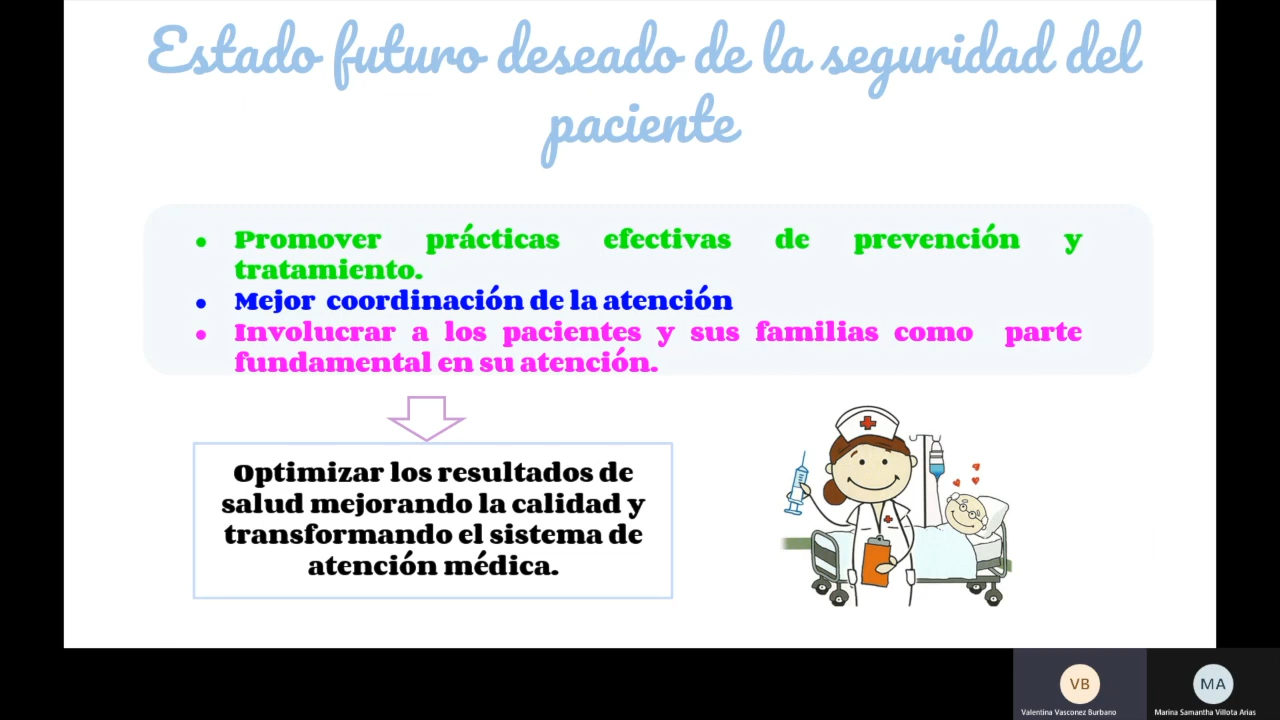 Estado futuro deseado de la seguridad del
paciente
• Promover prácticas efectivas de prevención y
tratamiento.
• Mejor coordinación de la atención
• Involucrar a los pacientes y sus familias como parte
fundamental en su atención.
Optimizar los resultados de
salud mejorando la calidad y
transformando el sistema de
atención médica.
VB
Valentina Vasconez Burbano
MA
Marina Samantha Villota Arias